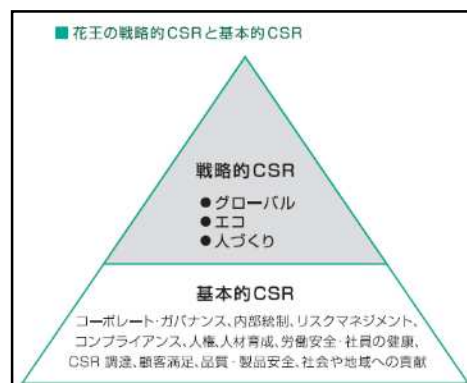 ■ 花王の戦略的CSRと基本的CSR
戦略的CSR
●グローバル
●エコ
●人づくり
基本的CSR
コーポレート・ガバナンス、内部統制、リスクマネジメント、
コンプライアンス、人権、人材育成、労働安全・社員の健康、
CSR 調達、顧客満足、品質・製品安全、社会や地域への貢献